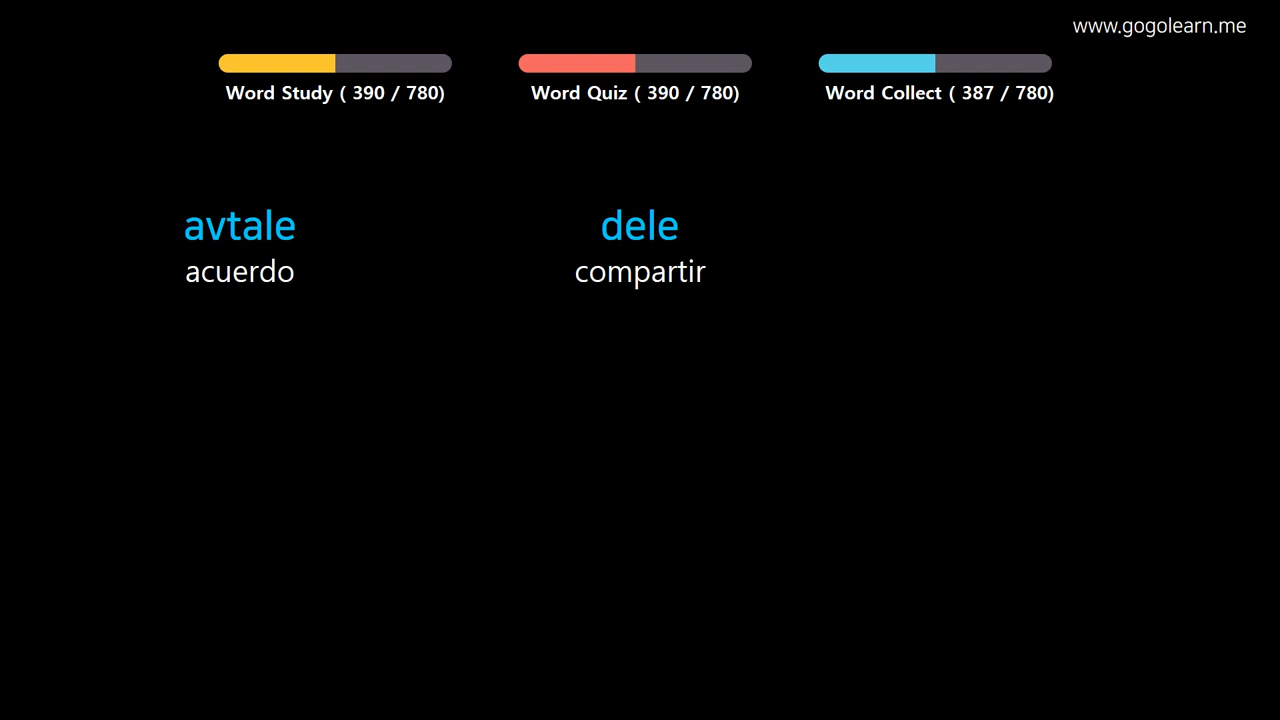 www.gogolearn.me
Word Study ( 390 / 780)
Word Quiz ( 390 / 780)
Word Collect ( 387 / 780)
avtale
acuerdo
dele
compartir